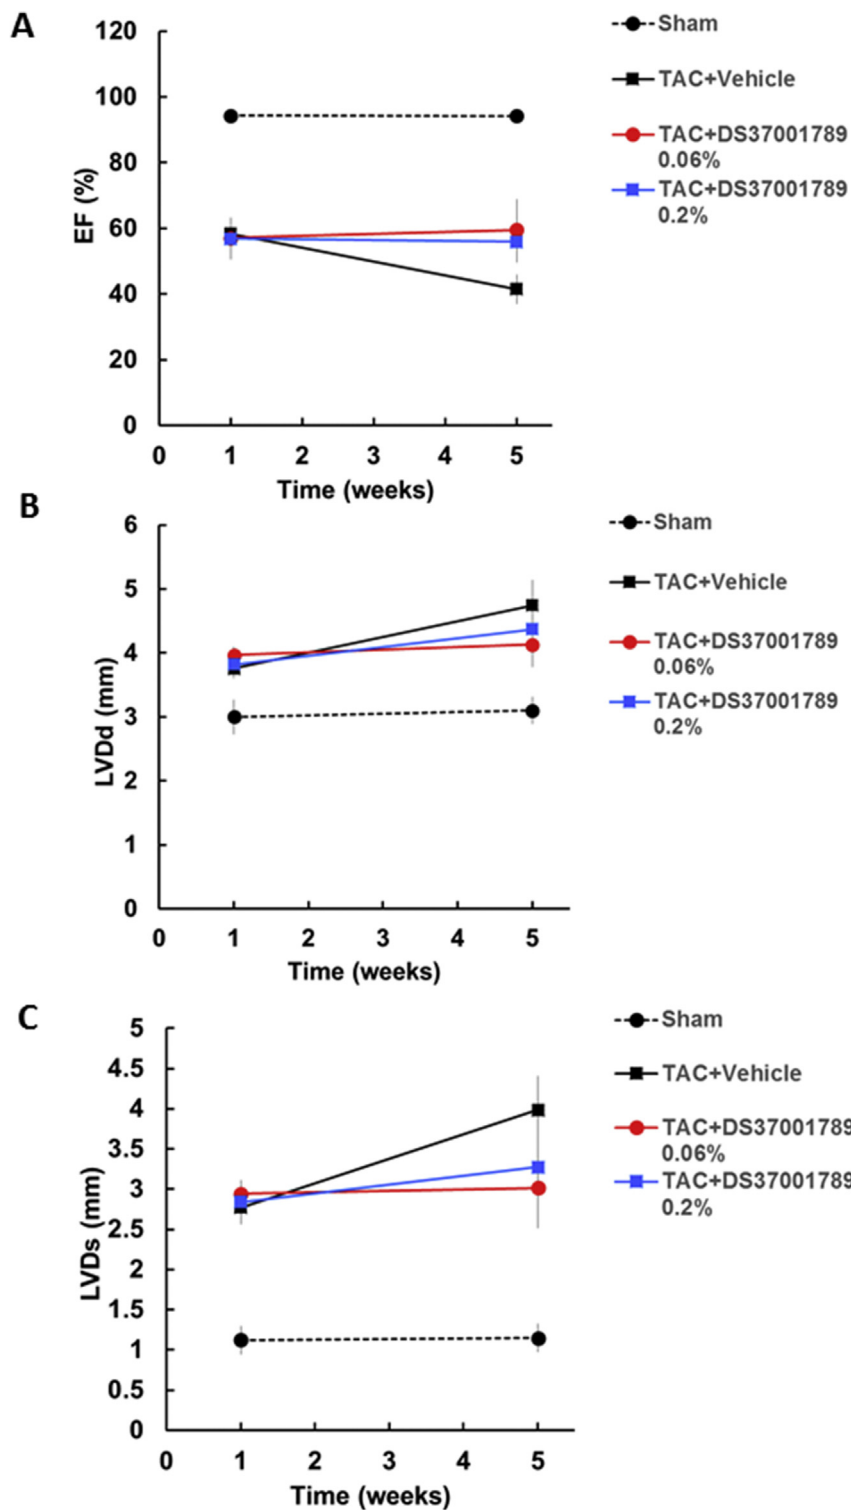 A
120
100
80
60
40
20
0
EF (%)
0 1 2 3 4 5
Time (weeks)
Sham
TAC+Vehicle
TAC+DS37001789
0.06%
TAC+DS37001789
0.2%
B
6
5
4
3
2
1
0
LVDd (mm)
0 1 2 3 4 5
Time (weeks)
Sham
TAC+Vehicle
TAC+DS37001789
0.06%
TAC+DS37001789
0.2%
C
5
4.5
4
3.5
3
2.5
2
1.5
1
0.5
0
LVDs (mm)
0 1 2 3 4 5
Time (weeks)
Sham
TAC+Vehicle
TAC+DS37001789
0.06%
TAC+DS37001789
0.2%